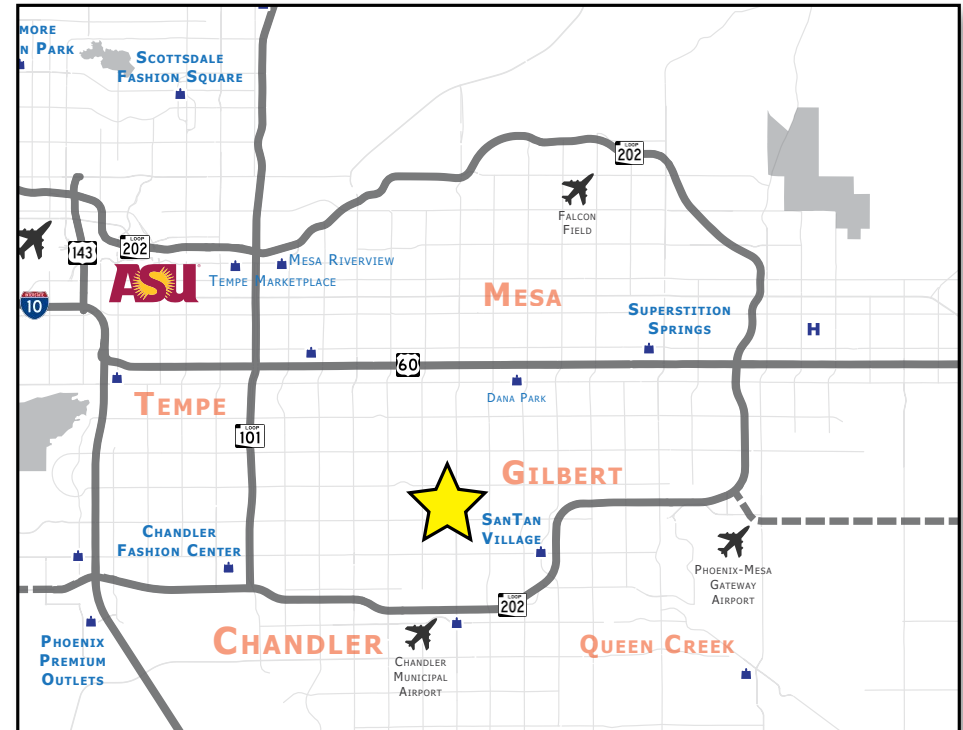 MORE
N PARK
SCOTTSDALE
FASHION SQUARE
LOOP
202
FALCON
FIELD
143
LOOP
202
MESA RIVERVIEW
TEMPE MARKETPLACE
ASU
10
MESA
SUPERSTITION
SPRINGS
H
60
DANA PARK
TEMPE
LOOP
101
GILBERT
SANTAN
VILLAGE
CHANDLER
FASHION CENTER
PHOENIX-MESA
GATEWAY
AIRPORT
LOOP
202
PHOENIX
PREMIUM
OUTLETS
CHANDLER
QUEEN CREEK
CHANDLER
MUNICIPAL
AIRPORT